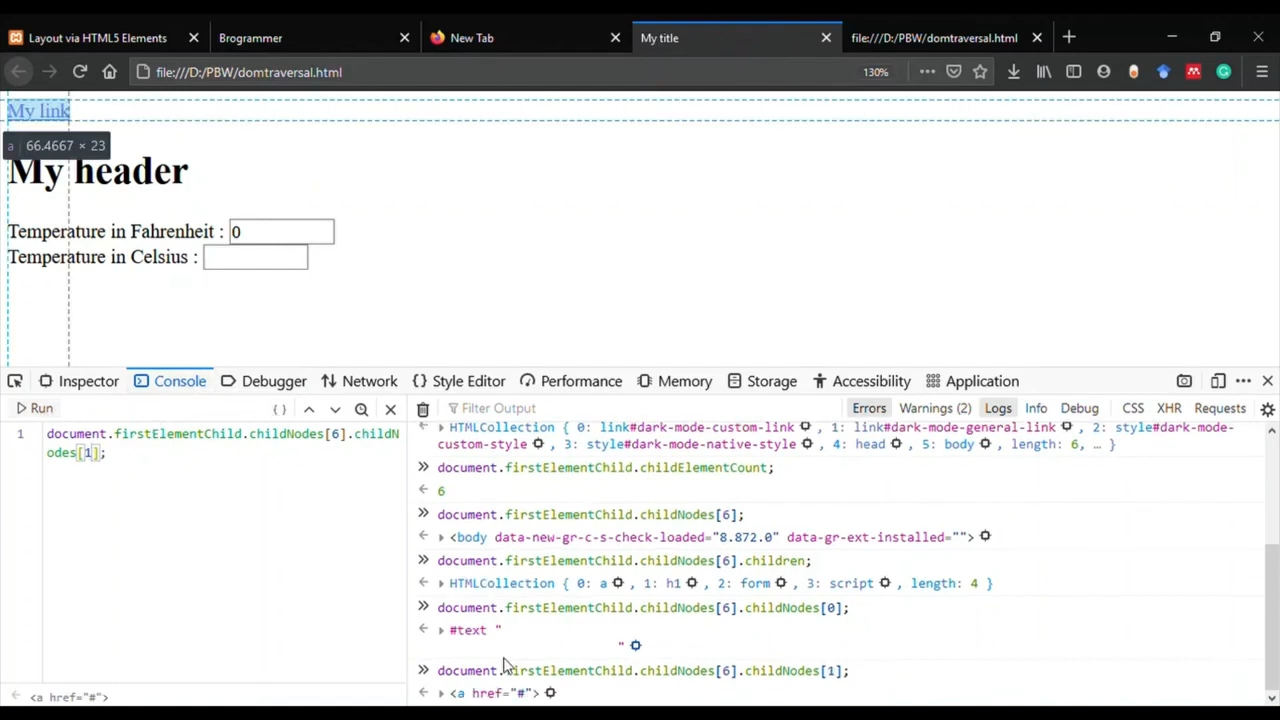 Layout via HTML5 Elements
Brogrammer
New Tab
My title
file:///D:/PBW/domtraversal.html
file:///D:/PBW/domtraversal.html
130%
My link
a 66.4667 × 23
My header
Temperature in Fahrenheit : 0
Temperature in Celsius :
Inspector
Console
Debugger
Network
Style Editor
Performance
Memory
Storage
Accessibility
Application
Run
Filter Output
Errors
Warnings (2)
Logs
Info
Debug
CSS
XHR
Requests
1 document.firstElementChild.childNodes[6].childN
odes[1];
<a href="#">
HTMLCollection { 0: link#dark-mode-custom-link, 1: link#dark-mode-general-link, 2: style#dark-mode-
custom-style, 3: style#dark-mode-native-style, 4: head, 5: body, length: 6, … }
document.firstElementChild.childElementCount;
6
document.firstElementChild.childNodes[6];
<body data-new-gr-c-s-check-loaded="8.872.0" data-gr-ext-installed="">
document.firstElementChild.childNodes[6].children;
HTMLCollection { 0: a, 1: h1, 2: form, 3: script, length: 4 }
document.firstElementChild.childNodes[6].childNodes[0];
#text "
"
document.firstElementChild.childNodes[6].childNodes[1];
<a href="#">